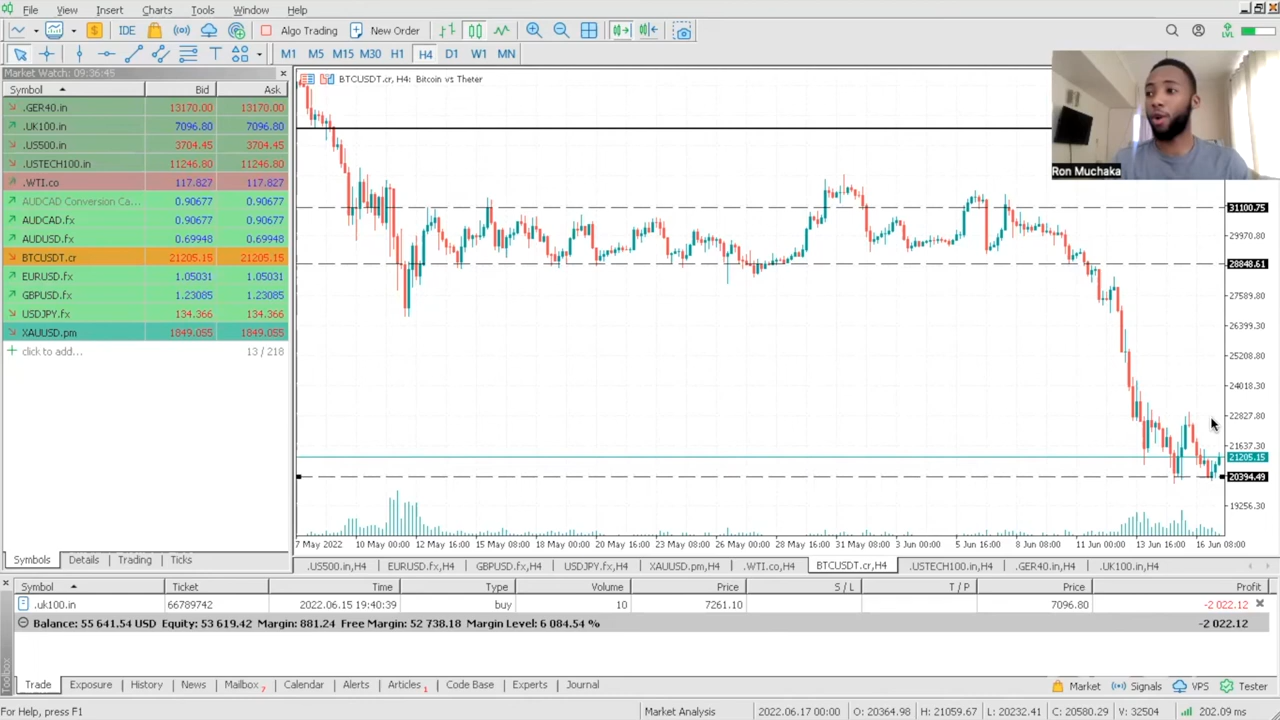 File View Insert Charts Tools Window Help
IDE Algo Trading New Order
M1 M5 M15 M30 H1 H4 D1 W1 MN
Market Watch: 09:36:45
Symbol Bid Ask
.GER40.in 13170.00 13170.00
.UK100.in 7096.80 7096.80
.US500.in 3704.45 3704.45
.USTECH100.in 11246.80 11246.80
.WTI.co 117.827 117.827
AUDCAD Conversion Ca... 0.90677 0.90677
AUDCAD.fx 0.90677 0.90677
AUDUSD.fx 0.69948 0.69948
BTCUSDT.cr 21205.15 21205.15
EURUSD.fx 1.05031 1.05031
GBPUSD.fx 1.23085 1.23085
USDJPY.fx 134.366 134.366
XAUUSD.pm 1849.055 1849.055
click to add... 13 / 218
Symbols Details Trading Ticks
BTCUSDT.cr, H4: Bitcoin vs Theter
Ron Muchaka
31100.75
29970.80
28848.61
27589.80
26399.30
25208.80
24018.30
22827.80
21637.30
21205.15
20394.49
19256.30
7 May 2022 10 May 00:00 12 May 16:00 15 May 08:00 18 May 00:00 20 May 16:00 23 May 08:00 26 May 00:00 28 May 16:00 31 May 08:00 3 Jun 00:00 5 Jun 16:00 8 Jun 08:00 11 Jun 00:00 13 Jun 16:00 16 Jun 08:00
.US500.in,H4 EURUSD.fx,H4 GBPUSD.fx,H4 USDJPY.fx,H4 XAUUSD.pm,H4 .WTI.co,H4 BTCUSDT.cr,H4 .USTECH100.in,H4 .GER40.in,H4 .UK100.in,H4
Symbol Ticket Time Type Volume Price S / L T / P Price Profit
.uk100.in 66789742 2022.06.15 19:40:39 buy 10 7261.10 7096.80 -2 022.12
Balance: 55 641.54 USD Equity: 53 619.42 Margin: 881.24 Free Margin: 52 738.18 Margin Level: 6 084.54 % -2 022.12
Toolbox
Trade Exposure History News Mailbox 7 Calendar Alerts Articles 1 Code Base Experts Journal Market Signals VPS Tester
For Help, press F1 Market Analysis 2022.06.17 00:00 O: 20364.98 H: 21059.67 L: 20232.41 C: 20580.29 V: 32504 202.09 ms